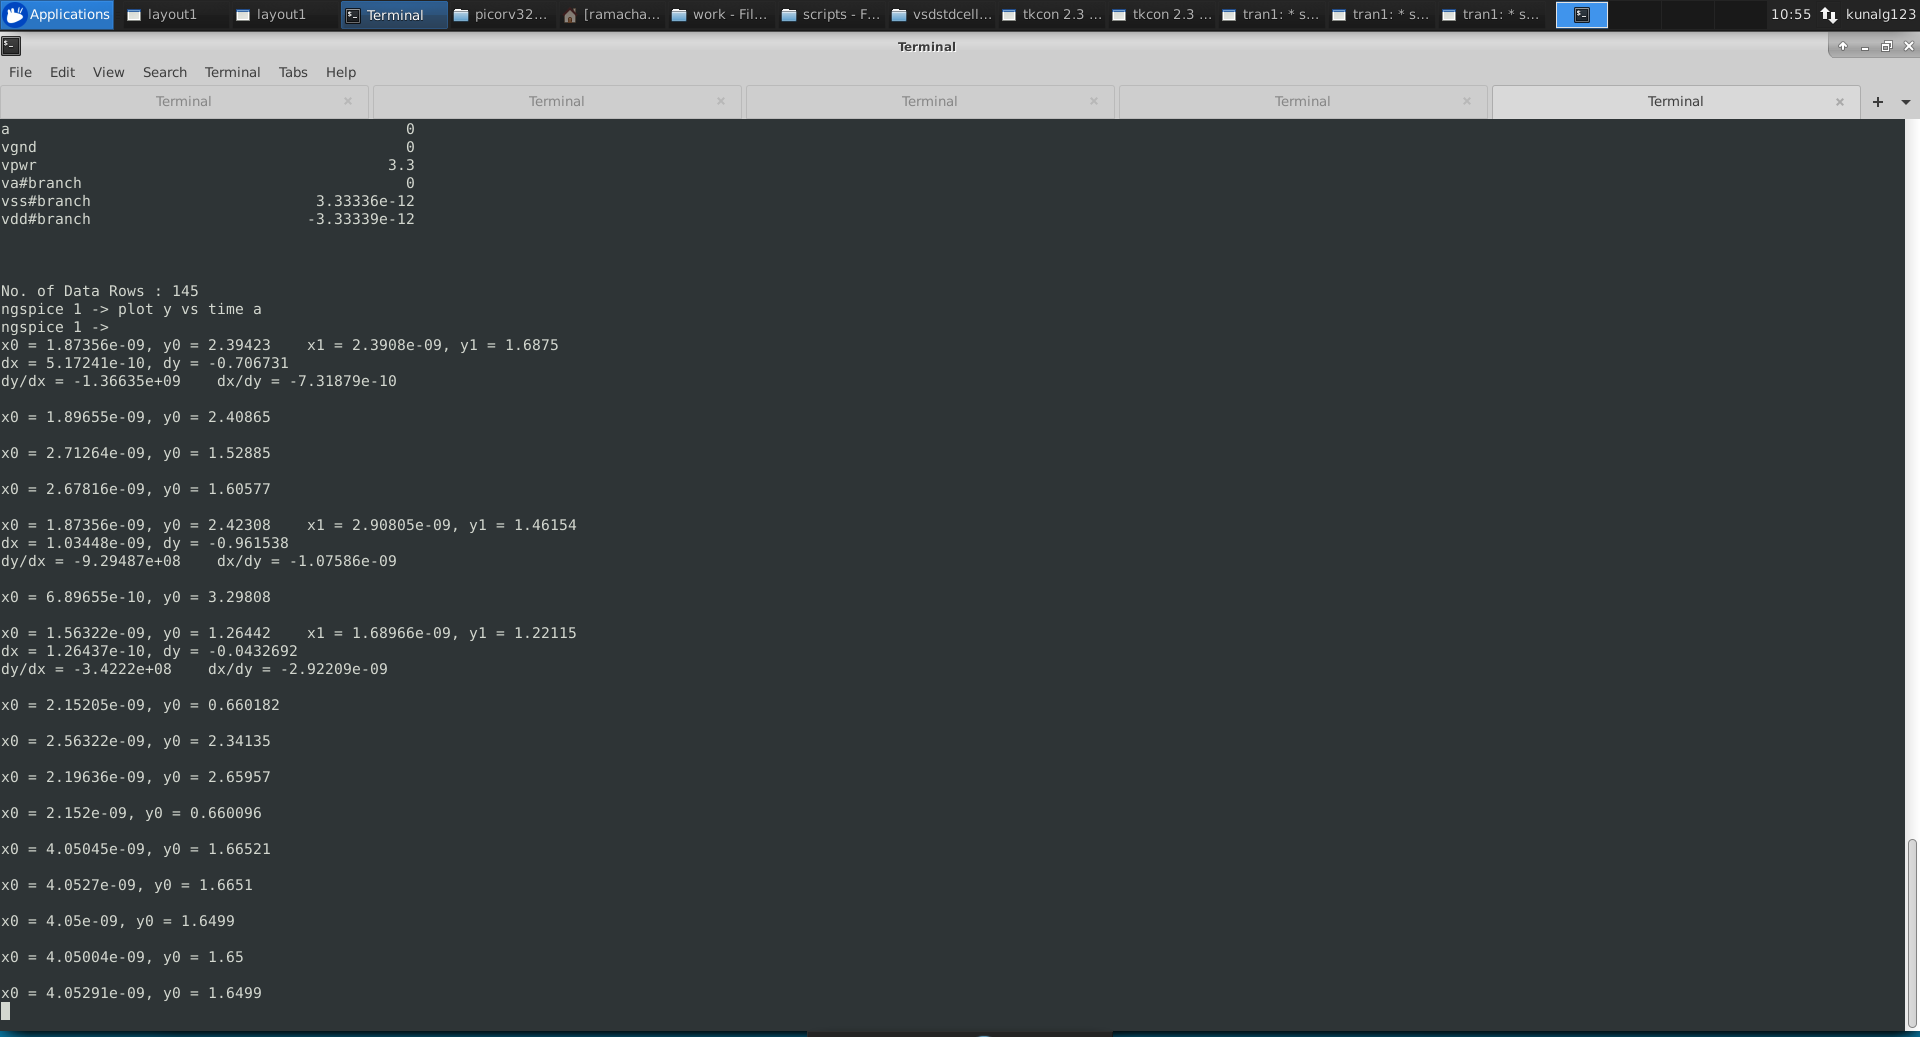 Applications layout1 layout1 Terminal picorv32... [ramacha... work - Fil... scripts - F... vsdstdcell... tkcon 2.3 ... tkcon 2.3 ... tran1: * s... tran1: * s... tran1: * s... 10:55 kunalg123
Terminal
File Edit View Search Terminal Tabs Help
Terminal Terminal Terminal Terminal Terminal
a 0
vgnd 0
vpwr 3.3
va#branch 0
vss#branch 3.33336e-12
vdd#branch -3.33339e-12
No. of Data Rows : 145
ngspice 1 -> plot y vs time a
ngspice 1 ->
x0 = 1.87356e-09, y0 = 2.39423    x1 = 2.3908e-09, y1 = 1.6875
dx = 5.17241e-10, dy = -0.706731
dy/dx = -1.36635e+09    dx/dy = -7.31879e-10
x0 = 1.89655e-09, y0 = 2.40865
x0 = 2.71264e-09, y0 = 1.52885
x0 = 2.67816e-09, y0 = 1.60577
x0 = 1.87356e-09, y0 = 2.42308    x1 = 2.90805e-09, y1 = 1.46154
dx = 1.03448e-09, dy = -0.961538
dy/dx = -9.29487e+08    dx/dy = -1.07586e-09
x0 = 6.89655e-10, y0 = 3.29808
x0 = 1.56322e-09, y0 = 1.26442    x1 = 1.68966e-09, y1 = 1.22115
dx = 1.26437e-10, dy = -0.0432692
dy/dx = -3.4222e+08    dx/dy = -2.92209e-09
x0 = 2.15205e-09, y0 = 0.660182
x0 = 2.56322e-09, y0 = 2.34135
x0 = 2.19636e-09, y0 = 2.65957
x0 = 2.152e-09, y0 = 0.660096
x0 = 4.05045e-09, y0 = 1.66521
x0 = 4.0527e-09, y0 = 1.6651
x0 = 4.05e-09, y0 = 1.6499
x0 = 4.05004e-09, y0 = 1.65
x0 = 4.05291e-09, y0 = 1.6499